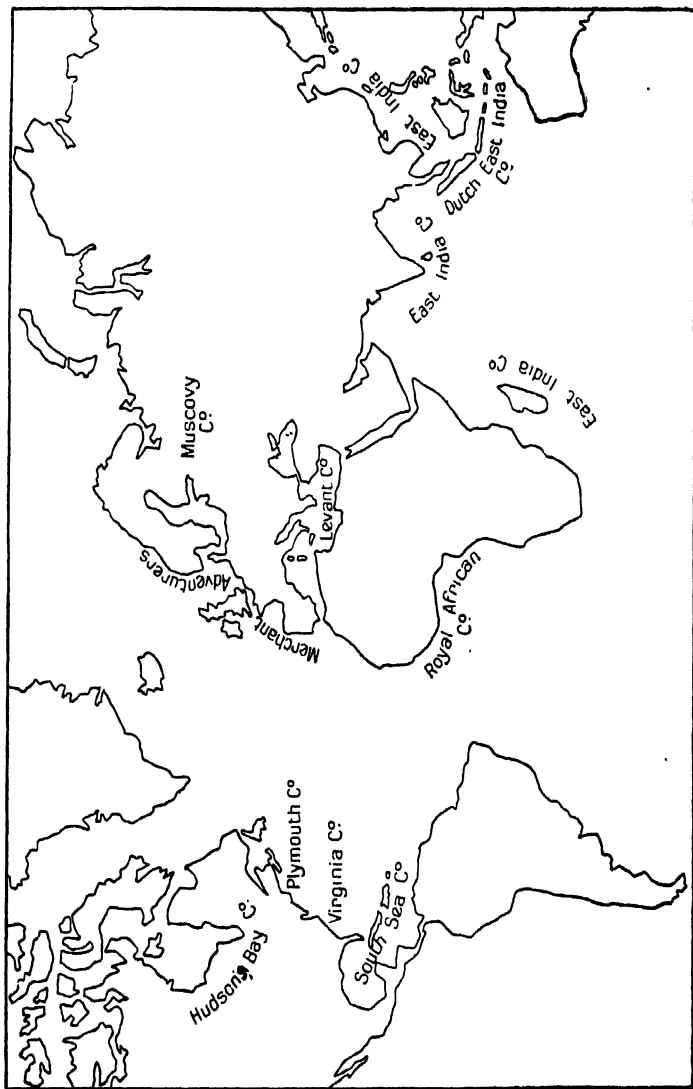 Hudson's Bay Co.
Plymouth Co.
Virginia Co.
South Sea Co.
Merchant Adventurers
Muscovy
Co.
Levant Co.
Royal African
Co.
East India Co.
East India Co.
Dutch East India
Co.
East India Co.